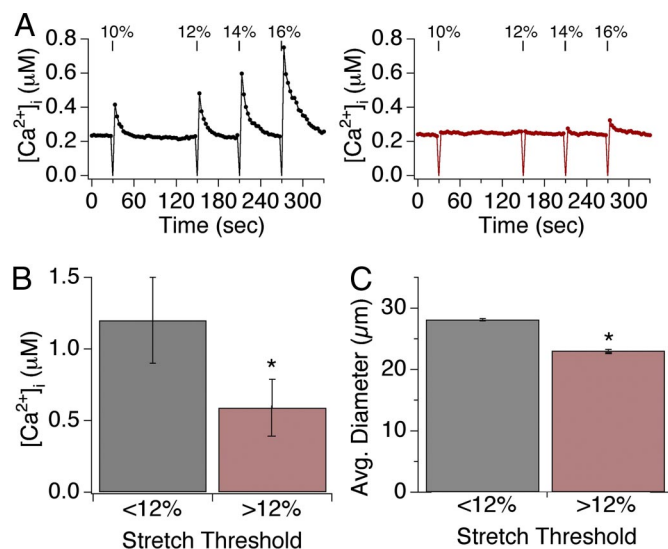 A
10% 12% 14% 16%
0.8
0.6
0.4
0.2
0.0
[Ca²⁺]ᵢ (μM)
0 60 120 180 240 300
Time (sec)
10% 12% 14% 16%
0.8
0.6
0.4
0.2
0.0
[Ca²⁺]ᵢ (μM)
0 60 120 180 240 300
Time (sec)
B
1.5
1.0
0.5
0.0
[Ca²⁺]ᵢ (μM)
*
<12% >12%
Stretch Threshold
C
30
20
10
0
Avg. Diameter (μm)
*
<12% >12%
Stretch Threshold